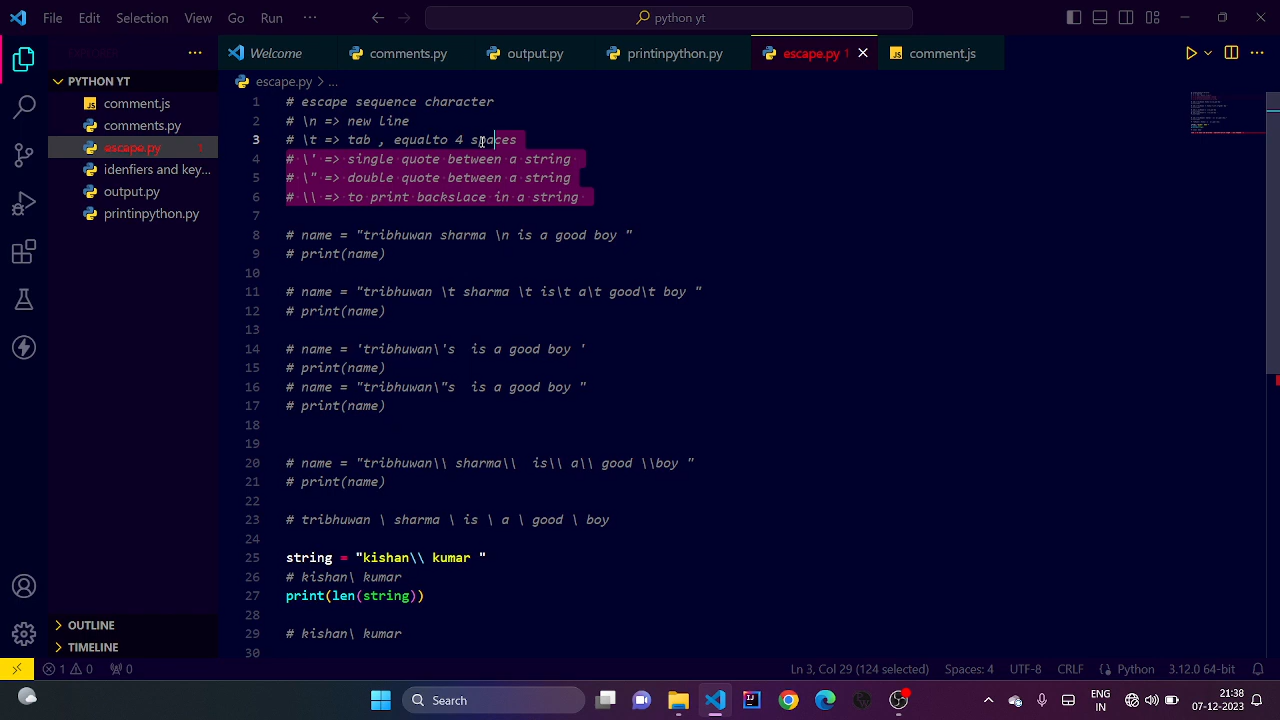 File Edit Selection View Go Run ··· python yt
Welcome comments.py output.py printinpython.py escape.py 1 comment.js
PYTHON YT
comment.js
comments.py
escape.py 1
idenfiers and key...
output.py
printinpython.py
OUTLINE
TIMELINE
escape.py > ...
1 # escape sequence character
2 # \n => new line
3 # \t => tab , equalto 4 spaces
4 # \' => single quote between a string
5 # \" => double quote between a string
6 # \\ => to print backslace in a string
7
8 # name = "tribhuwan sharma \n is a good boy "
9 # print(name)
10
11 # name = "tribhuwan \t sharma \t is\t a\t good\t boy "
12 # print(name)
13
14 # name = 'tribhuwan\'s  is a good boy '
15 # print(name)
16 # name = "tribhuwan\"s  is a good boy "
17 # print(name)
18
19
20 # name = "tribhuwan\\ sharma\\  is\\ a\\ good \\boy "
21 # print(name)
22
23 # tribhuwan \ sharma \ is \ a \ good \ boy
24
25 string = "kishan\\ kumar "
26 # kishan\ kumar
27 print(len(string))
28
29 # kishan\ kumar
30
1 0 0 Ln 3, Col 29 (124 selected) Spaces: 4 UTF-8 CRLF Python 3.12.0 64-bit
Search ENG IN 21:38 07-12-2023